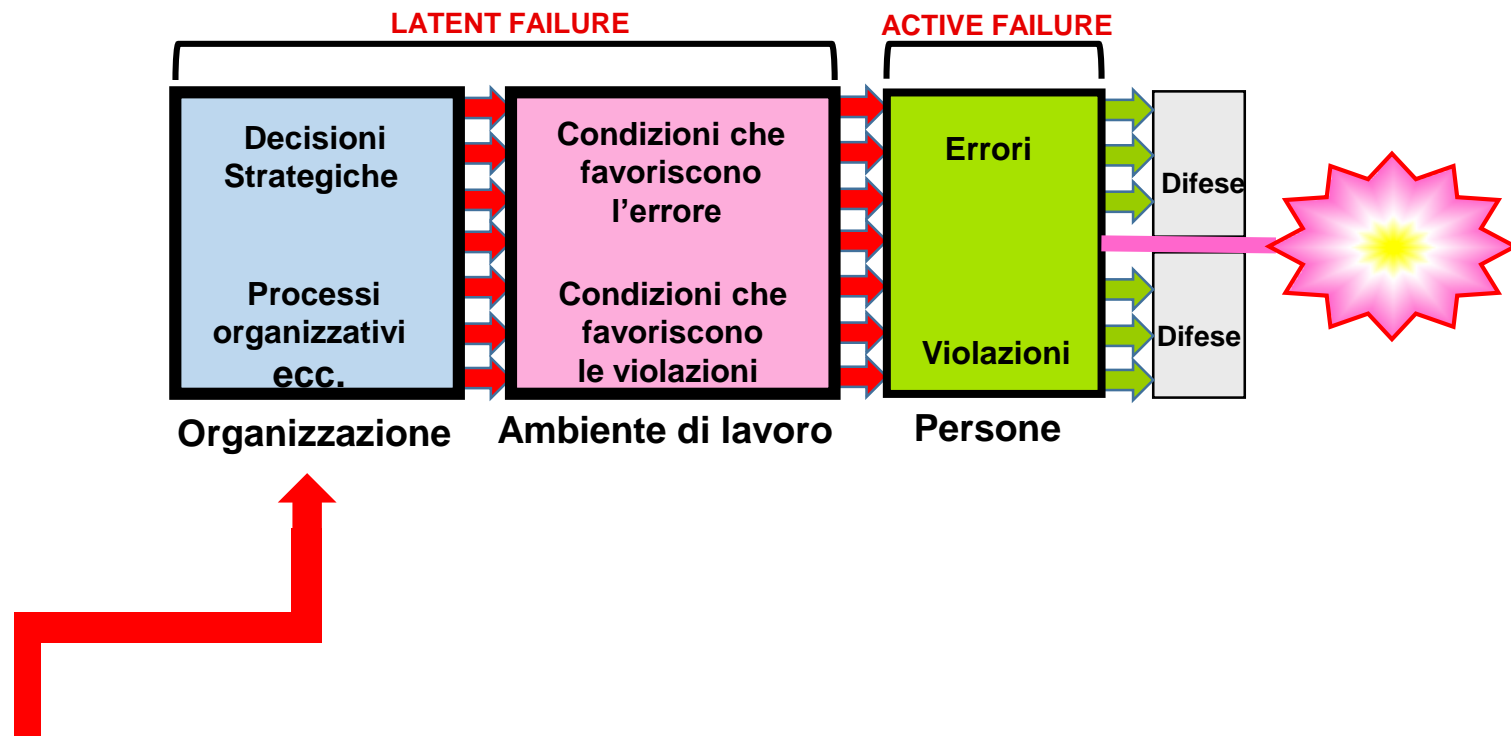 LATENT FAILURE
ACTIVE FAILURE
Decisioni
Strategiche
Processi
organizzativi
ecc.
Condizioni che
favoriscono
l’errore
Condizioni che
favoriscono
le violazioni
Errori
Violazioni
Difese
Difese
Organizzazione
Ambiente di lavoro
Persone